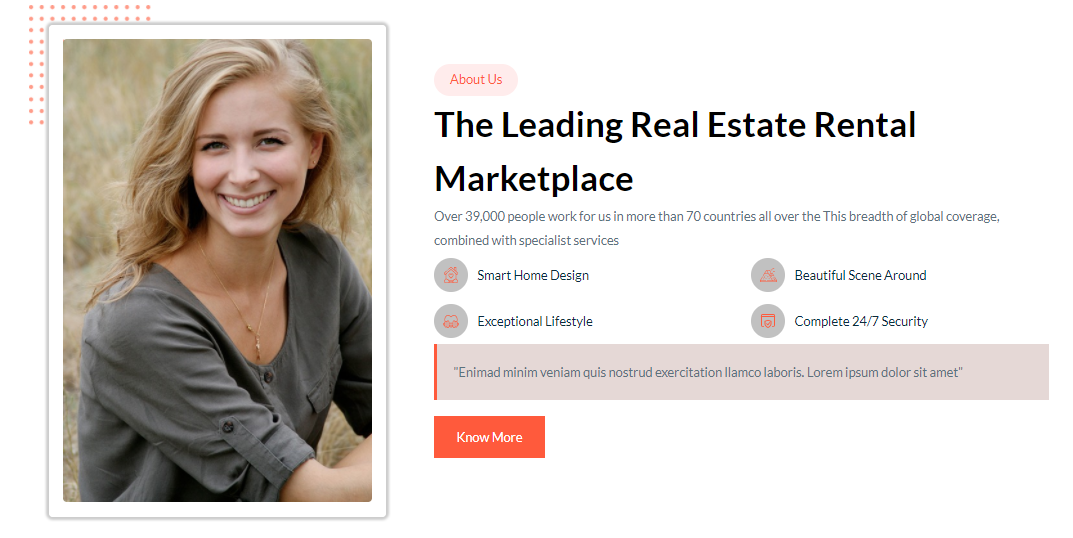 About Us
The Leading Real Estate Rental
Marketplace
Over 39,000 people work for us in more than 70 countries all over the This breadth of global coverage,
combined with specialist services
Smart Home Design
Beautiful Scene Around
Exceptional Lifestyle
Complete 24/7 Security
"Enimad minim veniam quis nostrud exercitation llamco laboris. Lorem ipsum dolor sit amet"
Know More